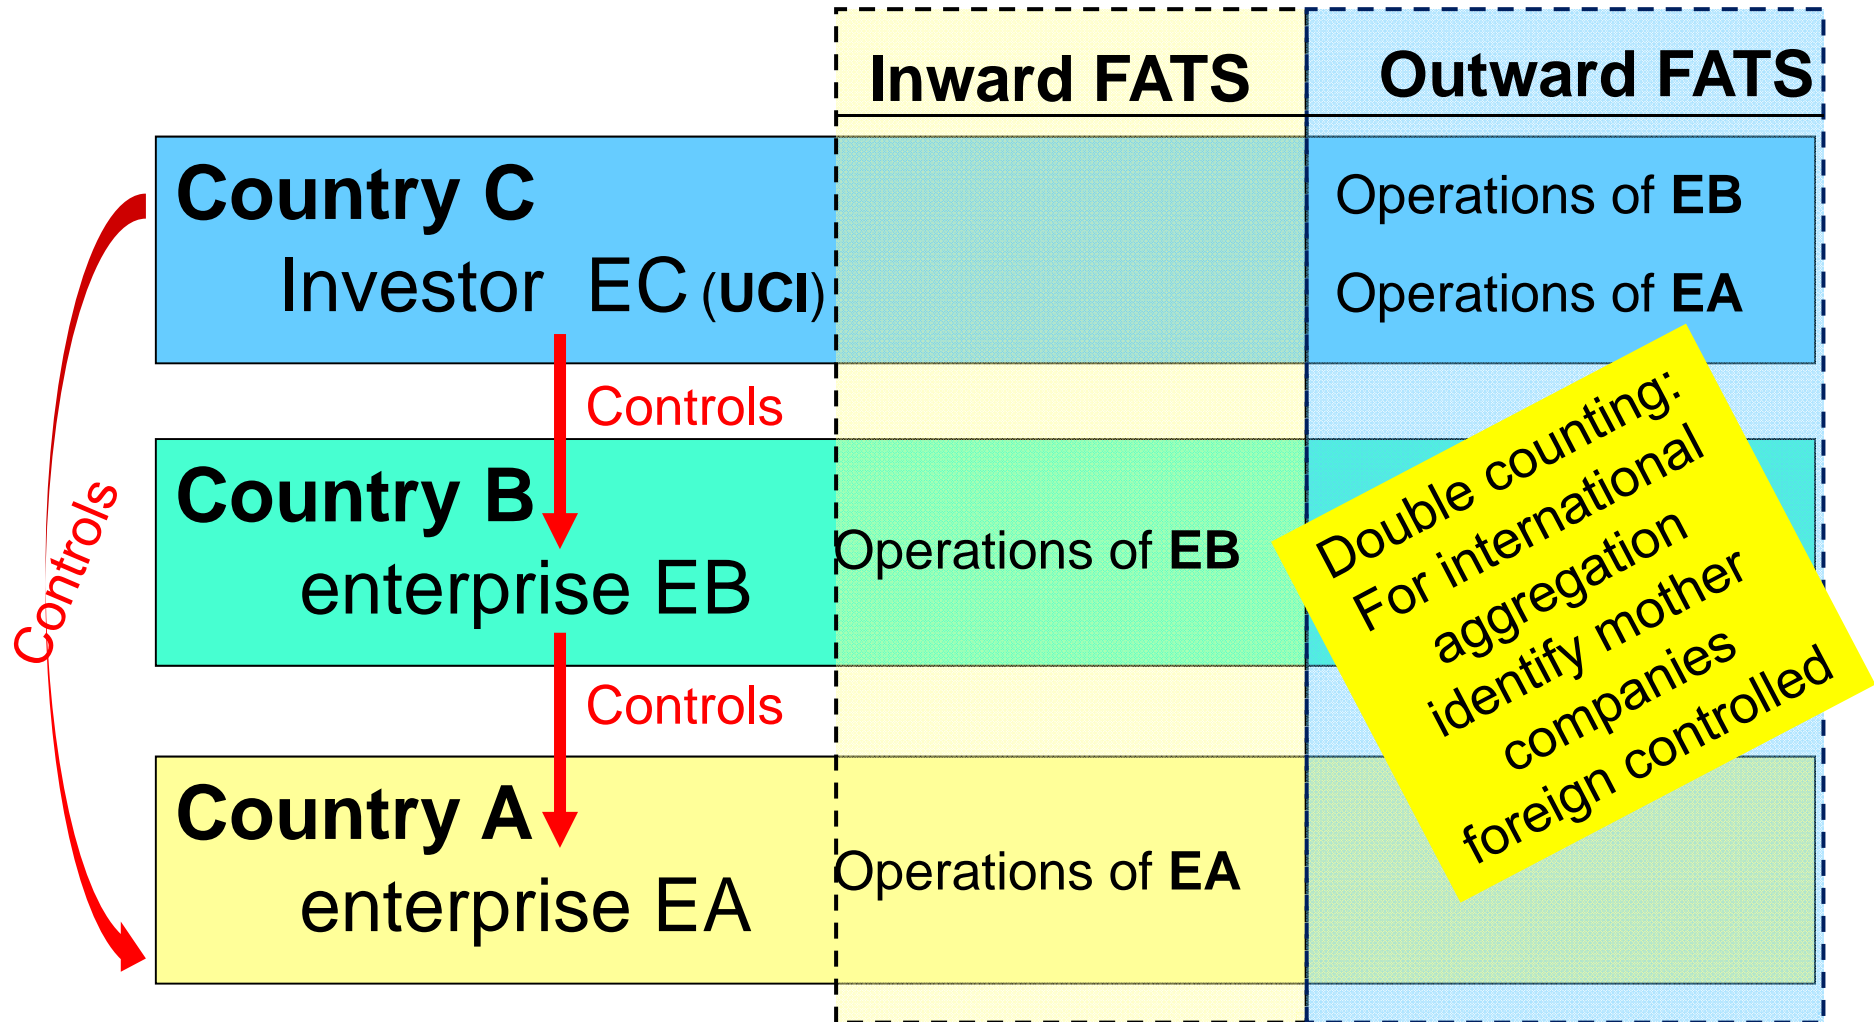 Inward FATS
Outward FATS
Country C
Investor EC (UCI)
Operations of EB
Operations of EA
Controls
Controls
Country B
enterprise EB
Operations of EB
Double counting:
For international
aggregation
identify mother
companies
foreign controlled
Controls
Country A
enterprise EA
Operations of EA